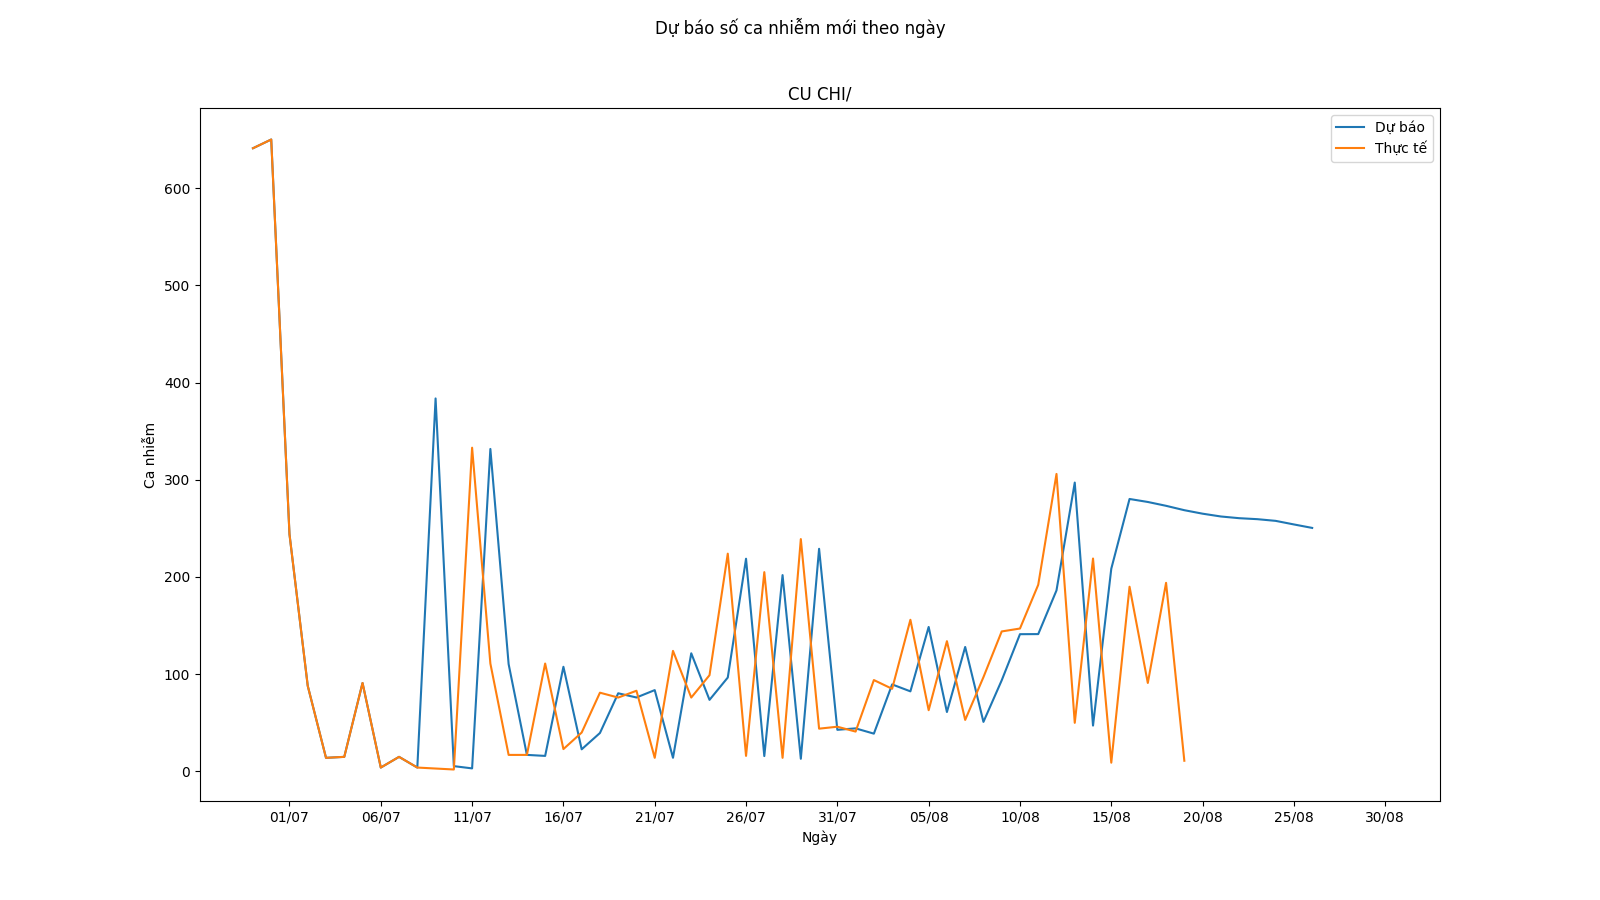 Dự báo số ca nhiễm mới theo ngày
CU CHI/
Dự báo
Thực tế
Ca nhiễm
600
500
400
300
200
100
0
01/07 06/07 11/07 16/07 21/07 26/07 31/07 05/08 10/08 15/08 20/08 25/08 30/08
Ngày